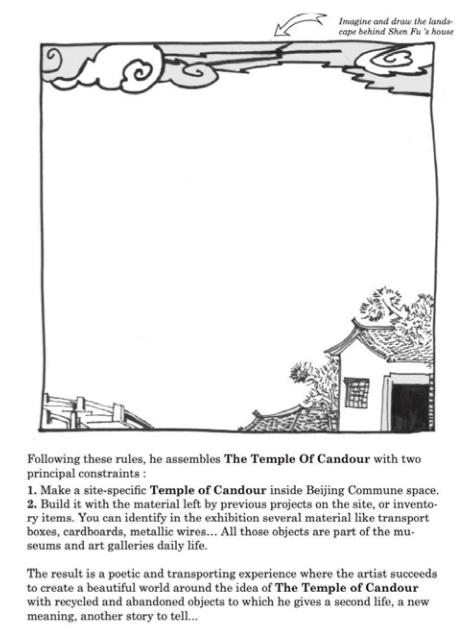 Imagine and draw the lands-
cape behind Shen Fu 's house
Following these rules, he assembles The Temple Of Candour with two
principal constraints :
1. Make a site-specific Temple of Candour inside Beijing Commune space.
2. Build it with the material left by previous projects on the site, or invento-
ry items. You can identify in the exhibition several material like transport
boxes, cardboards, metallic wires... All those objects are part of the mu-
seums and art galleries daily life.
The result is a poetic and transporting experience where the artist succeeds
to create a beautiful world around the idea of The Temple of Candour
with recycled and abandoned objects to which he gives a second life, a new
meaning, another story to tell...